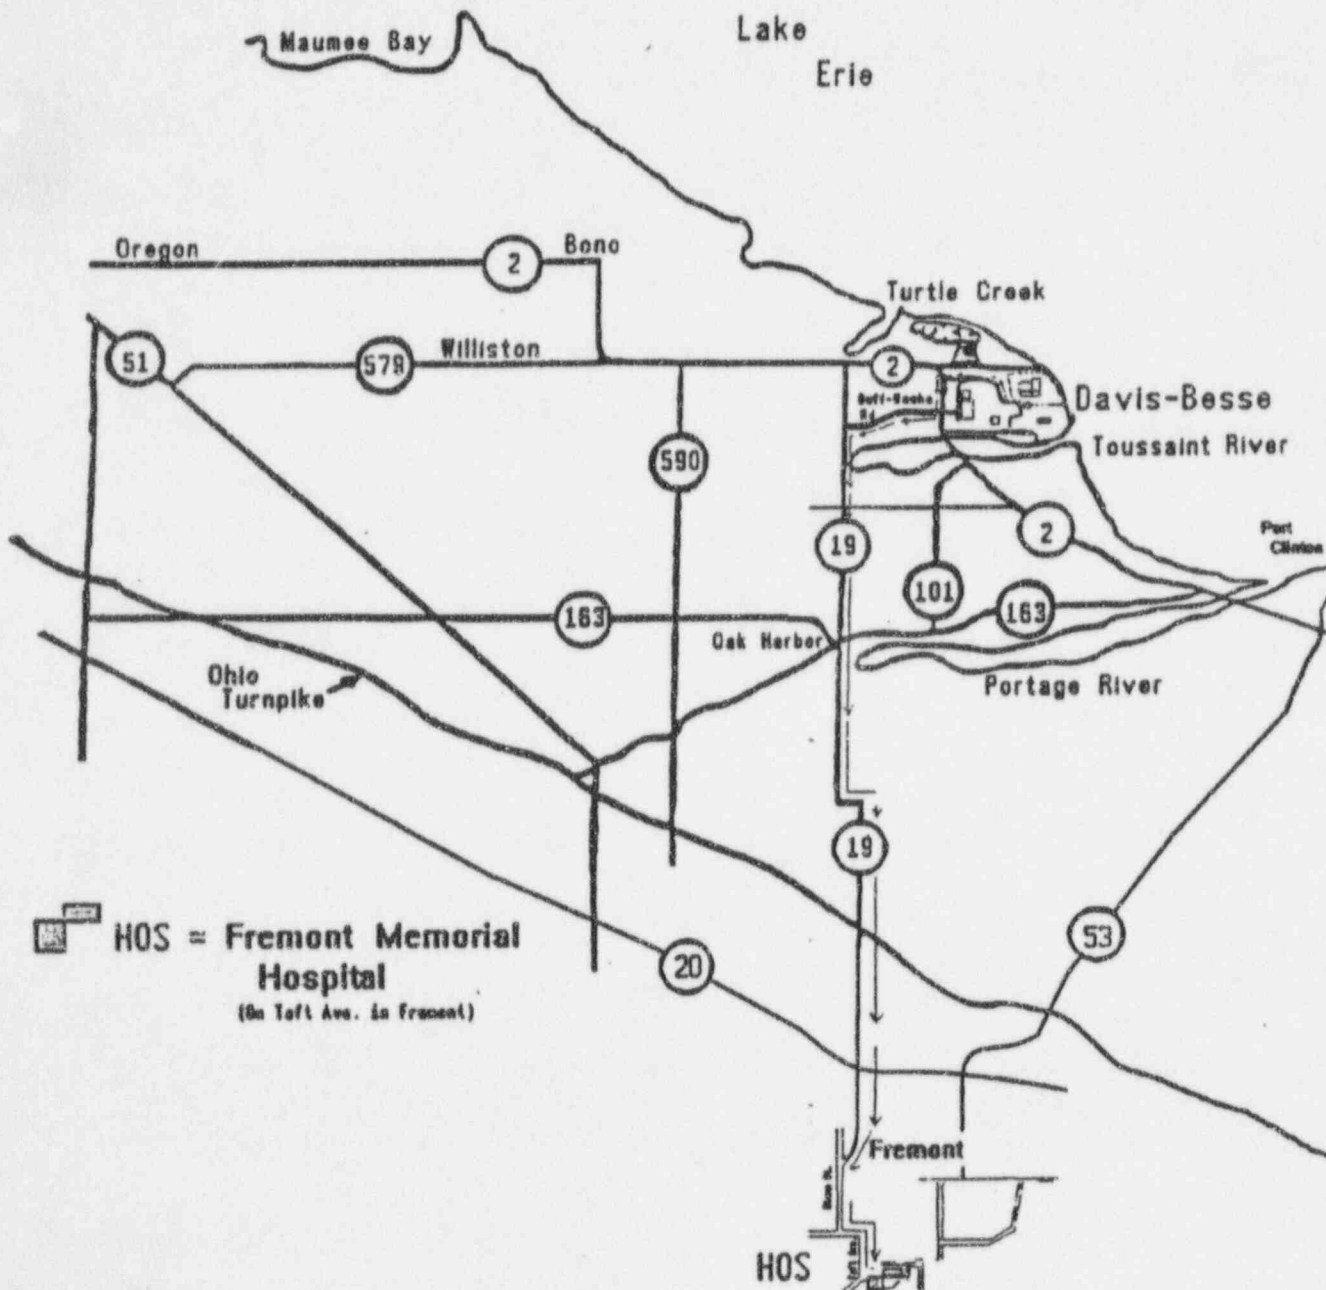 Lake
Erie
Maumee Bay
Oregon
2
Bono
Turtle Creek
51
579
Williston
2
Davis-Besse
Toussaint River
590
19
2
Port
Clinton
101
163
163
Oak Harbor
Ohio
Turnpike
Portage River
19
HOS = Fremont Memorial
Hospital
(On Taft Ave. in Fremont)
53
20
Fremont
HOS